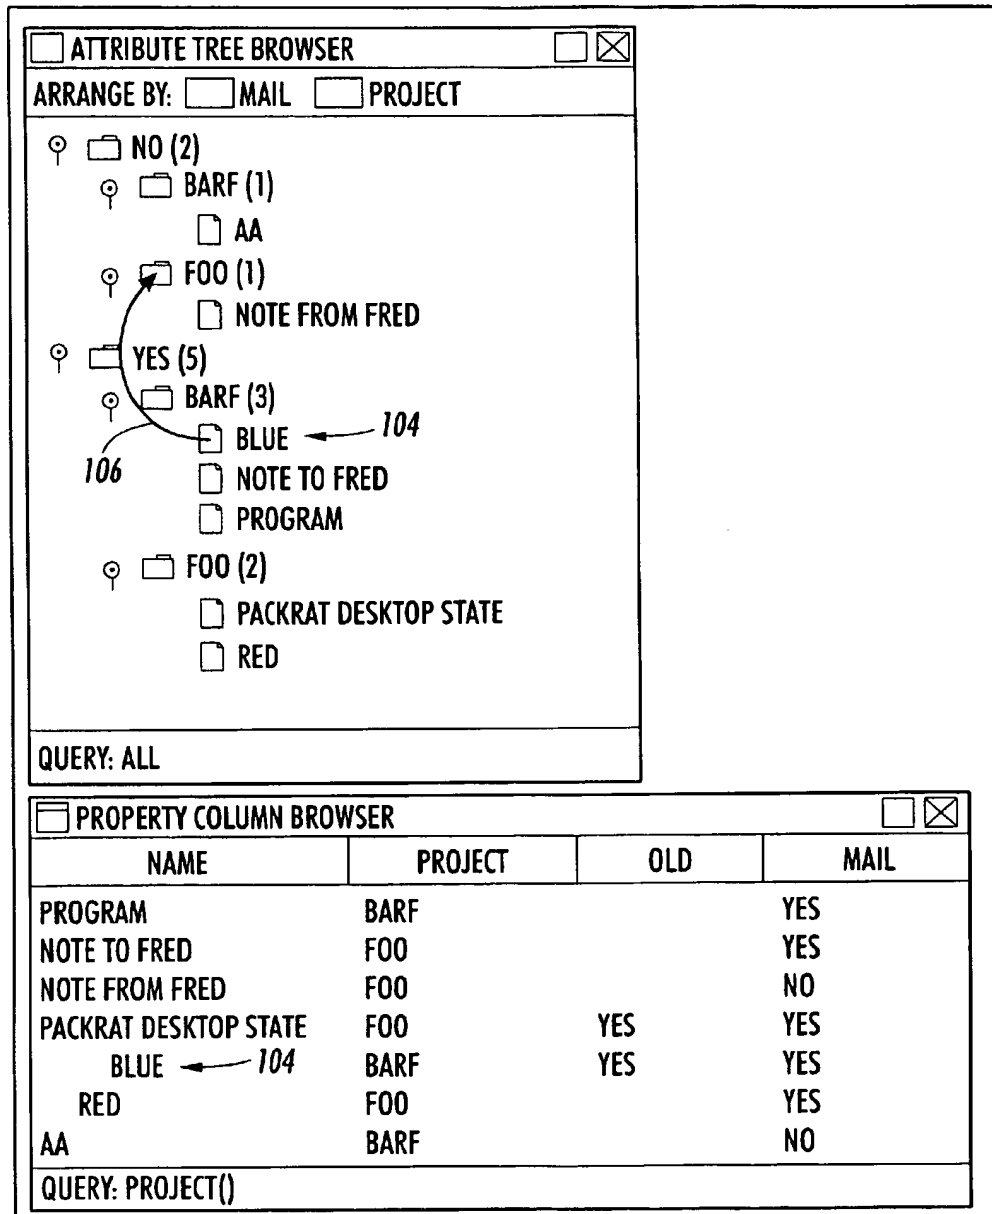 ATTRIBUTE TREE BROWSER
ARRANGE BY: MAIL PROJECT
NO (2)
BARF (1)
AA
FOO (1)
NOTE FROM FRED
YES (5)
BARF (3)
BLUE 104
106
NOTE TO FRED
PROGRAM
FOO (2)
PACKRAT DESKTOP STATE
RED
QUERY: ALL
PROPERTY COLUMN BROWSER
NAME PROJECT OLD MAIL
PROGRAM BARF YES
NOTE TO FRED FOO YES
NOTE FROM FRED FOO NO
PACKRAT DESKTOP STATE FOO YES YES
BLUE 104 BARF YES YES
RED FOO YES
AA BARF NO
QUERY: PROJECT()